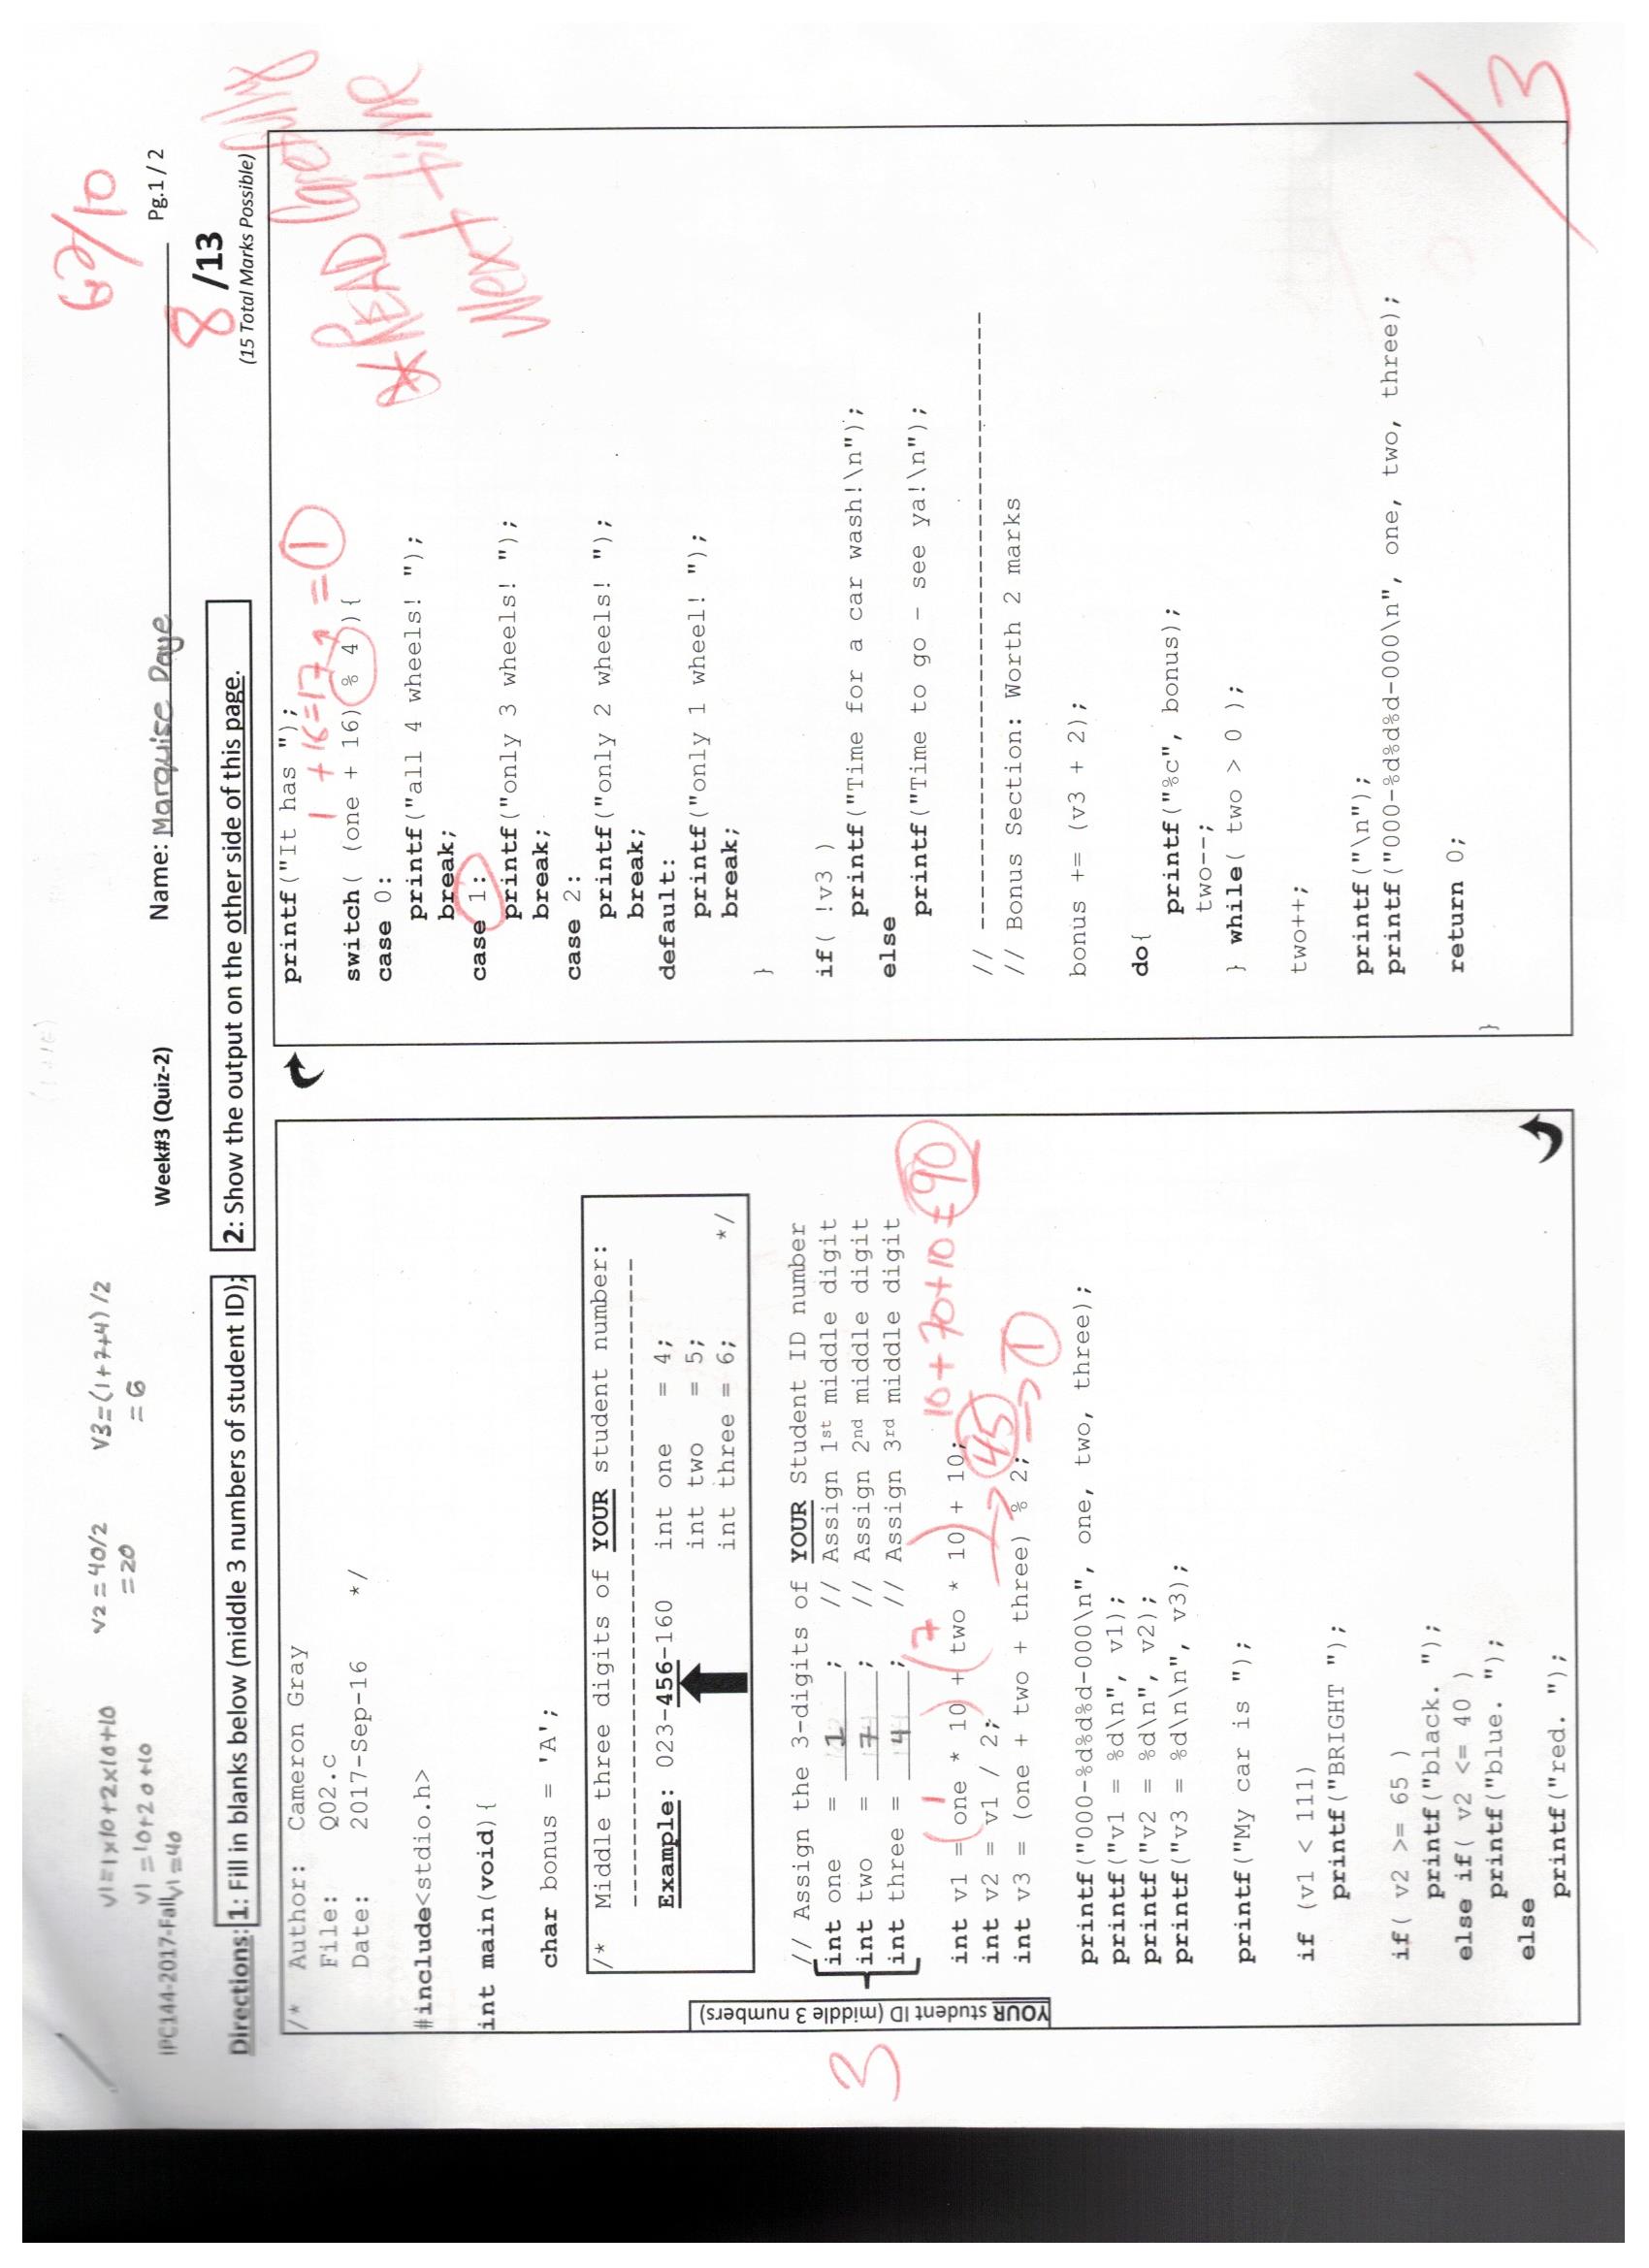 v1=1x10+2x10+10
v1=10+20+10
v1=40
v2=40/2
=20
v3=(1+7+4)/2
=6
62/10
IPC144-2017-Fall
Week#3 (Quiz-2)
Name: Marquise Daye
Pg.1 / 2
8 /13
(15 Total Marks Possible)
Directions: 1: Fill in blanks below (middle 3 numbers of student ID);
2: Show the output on the other side of this page.
* READ Carefully
Next time
/* Author: Cameron Gray
File: Q02.c
Date: 2017-Sep-16 */
#include<stdio.h>
int main(void){
char bonus = 'A';
/* Middle three digits of YOUR student number:
-----------------------------------------------
Example: 023-456-160 int one = 4;
int two = 5;
int three = 6; */
// Assign the 3-digits of YOUR Student ID number
int one = 1; // Assign 1st middle digit
int two = 7; // Assign 2nd middle digit
int three = 4; // Assign 3rd middle digit
YOUR student ID (middle 3 numbers)
3
1 7 10+70+10=90
int v1 = (one * 10) + (two * 10) + 10;
int v2 = v1 / 2; → 45
int v3 = (one + two + three) % 2; => 1
printf("000-%d%d%d-000\n", one, two, three);
printf("v1 = %d\n", v1);
printf("v2 = %d\n", v2);
printf("v3 = %d\n\n", v3);
printf("My car is ");
if (v1 < 111)
printf("BRIGHT ");
if( v2 >= 65 )
printf("black. ");
else if( v2 <= 40 )
printf("blue. ");
else
printf("red. ");
printf("It has ");
1 + 16=17 → = 1
switch( (one + 16) % 4){
case 0:
printf("all 4 wheels! ");
break;
case 1:
printf("only 3 wheels! ");
break;
case 2:
printf("only 2 wheels! ");
break;
default:
printf("only 1 wheel! ");
break;
}
if( !v3 )
printf("Time for a car wash!\n");
else
printf("Time to go - see ya!\n");
// -----------------------------------------------
// Bonus Section: Worth 2 marks
bonus += (v3 + 2);
do{
printf("%c", bonus);
two--;
} while( two > 0 );
two++;
printf("\n");
printf("000-%d%d%d-000\n", one, two, three);
return 0;
}
/3